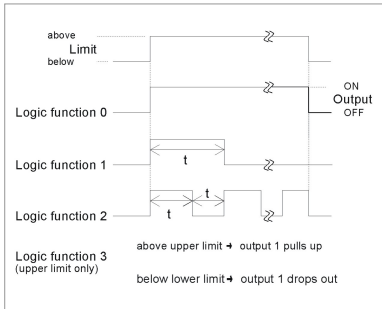 above
Limit
below
ON
Output
OFF
Logic function 0
Logic function 1
t
t
Logic function 2
t
Logic function 3
(upper limit only)
above upper limit ➔ output 1 pulls up
below lower limit ➔ output 1 drops out